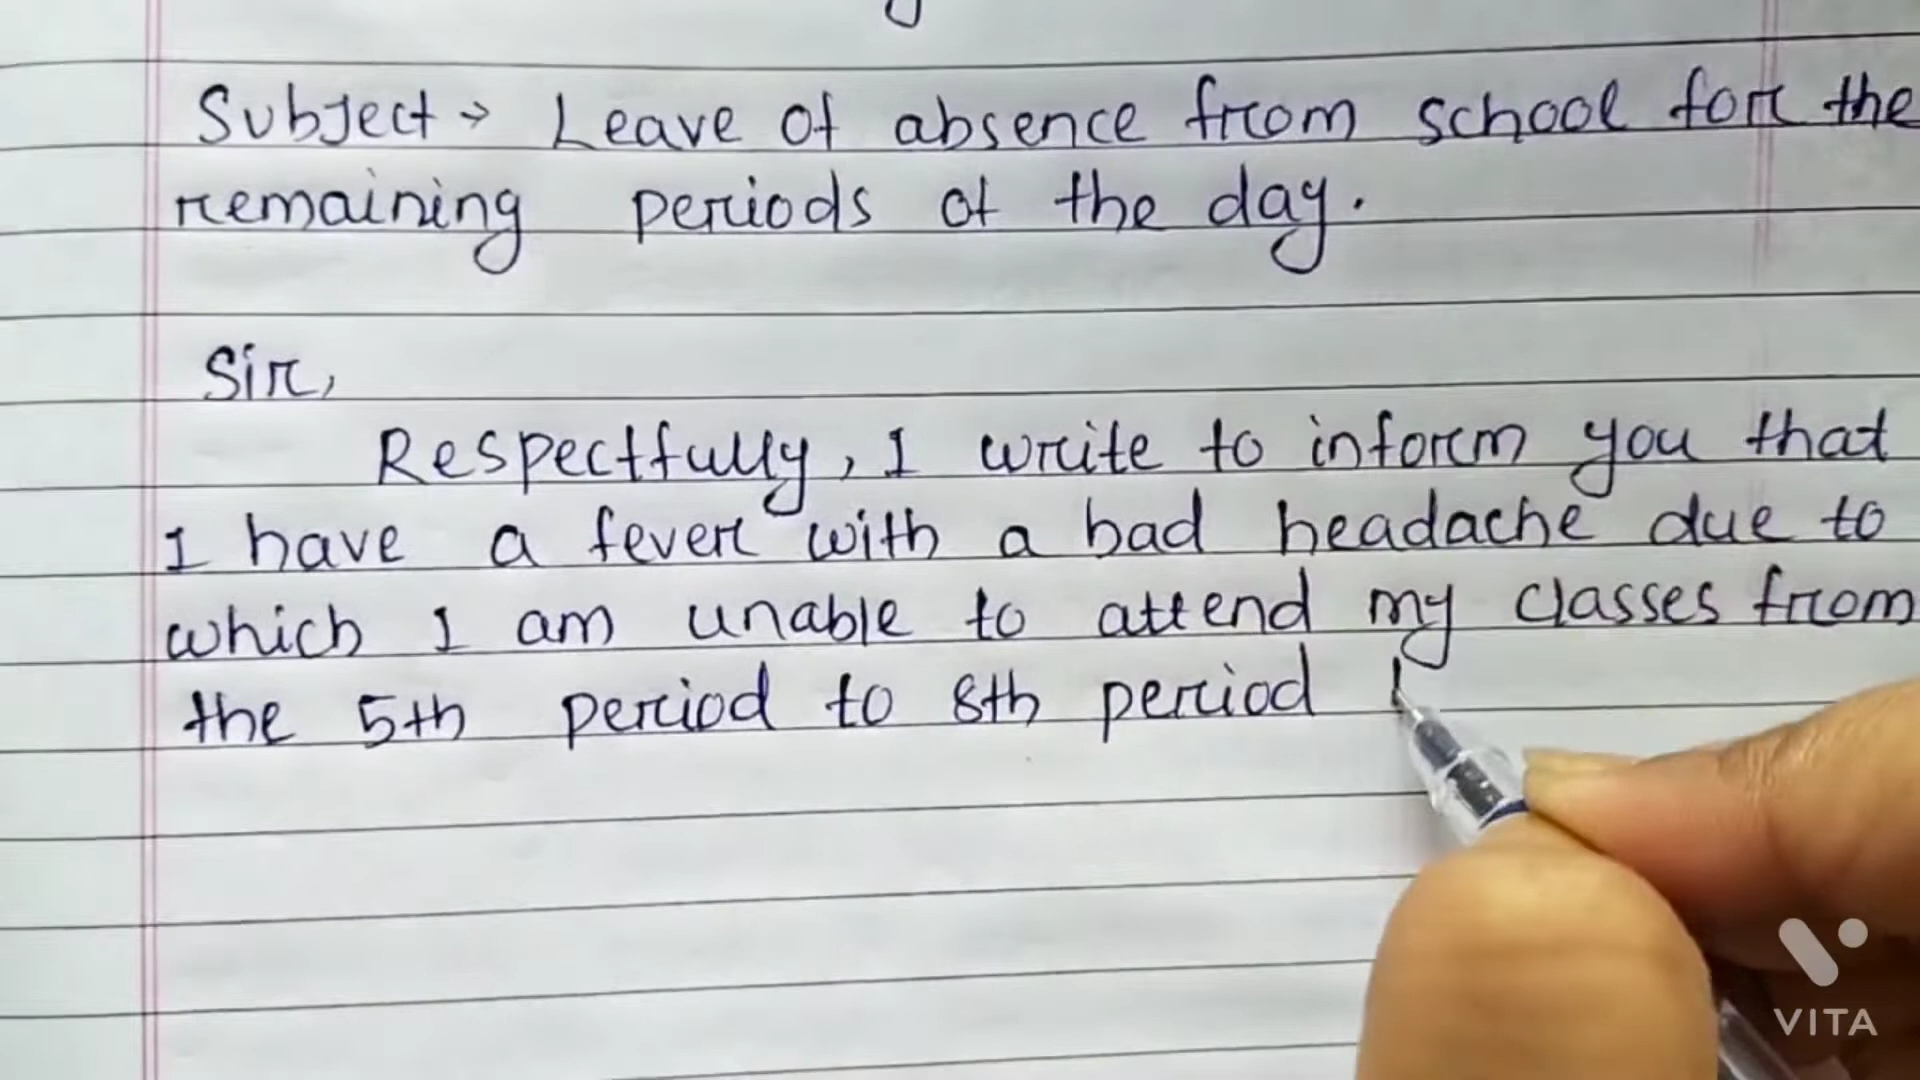 Subject → Leave of absence from school for the
remaining periods of the day.
Sir,
Respectfully, I write to inform you that
I have a fever with a bad headache due to
which I am unable to attend my classes from
the 5th period to 8th period
VITA